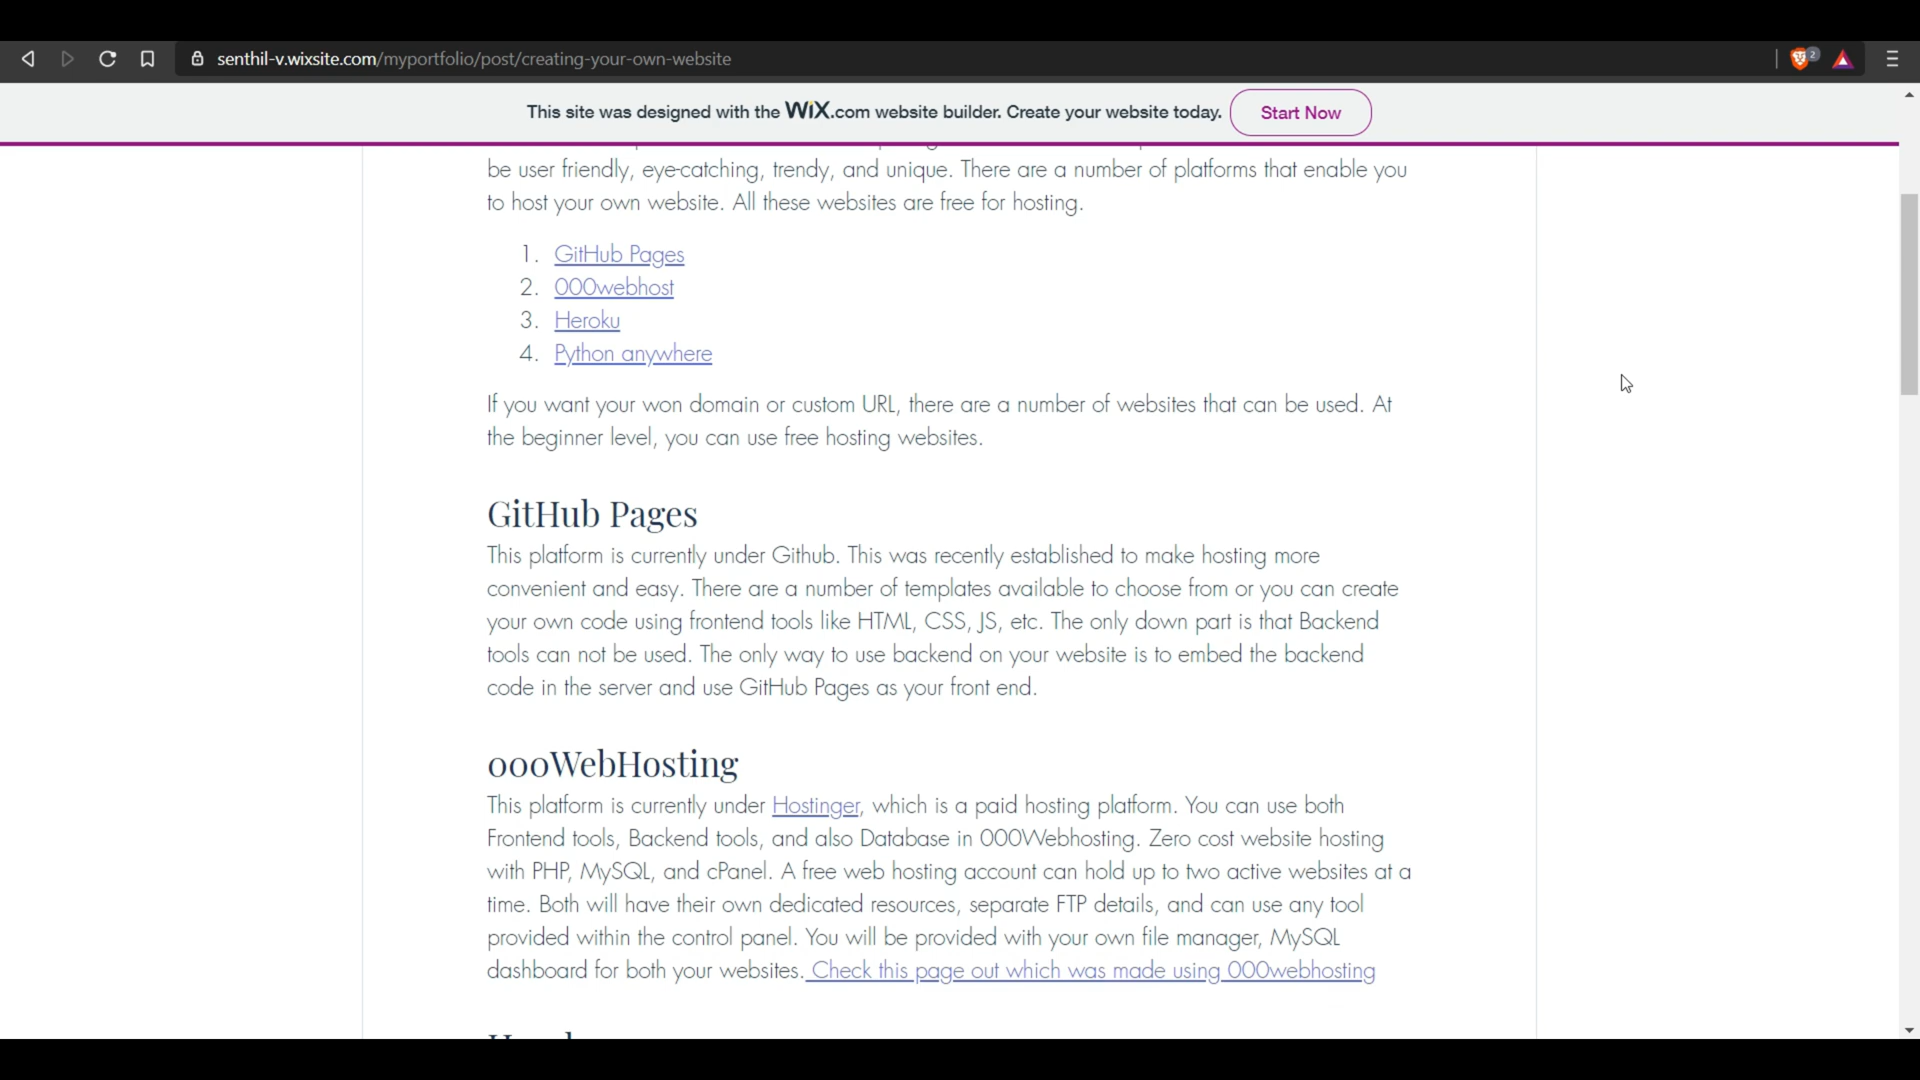 senthil-v.wixsite.com/myportfolio/post/creating-your-own-website
2
This site was designed with the WiX.com website builder. Create your website today. Start Now
be user friendly, eye-catching, trendy, and unique. There are a number of platforms that enable you
to host your own website. All these websites are free for hosting.
1. GitHub Pages
2. 000webhost
3. Heroku
4. Python anywhere
If you want your won domain or custom URL, there are a number of websites that can be used. At
the beginner level, you can use free hosting websites.
GitHub Pages
This platform is currently under Github. This was recently established to make hosting more
convenient and easy. There are a number of templates available to choose from or you can create
your own code using frontend tools like HTML, CSS, JS, etc. The only down part is that Backend
tools can not be used. The only way to use backend on your website is to embed the backend
code in the server and use GitHub Pages as your front end.
000WebHosting
This platform is currently under Hostinger, which is a paid hosting platform. You can use both
Frontend tools, Backend tools, and also Database in 000Webhosting. Zero cost website hosting
with PHP, MySQL, and cPanel. A free web hosting account can hold up to two active websites at a
time. Both will have their own dedicated resources, separate FTP details, and can use any tool
provided within the control panel. You will be provided with your own file manager, MySQL
dashboard for both your websites. Check this page out which was made using 000webhosting